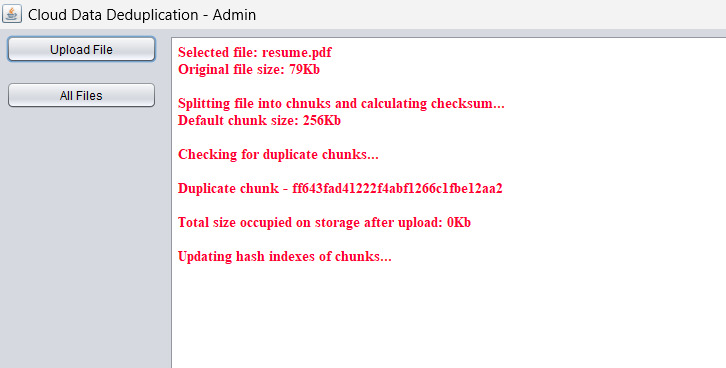 Cloud Data Deduplication - Admin
Upload File
All Files
Selected file: resume.pdf
Original file size: 79Kb
Splitting file into chnuks and calculating checksum...
Default chunk size: 256Kb
Checking for duplicate chunks...
Duplicate chunk - ff643fad41222f4abf1266c1fbe12aa2
Total size occupied on storage after upload: 0Kb
Updating hash indexes of chunks...